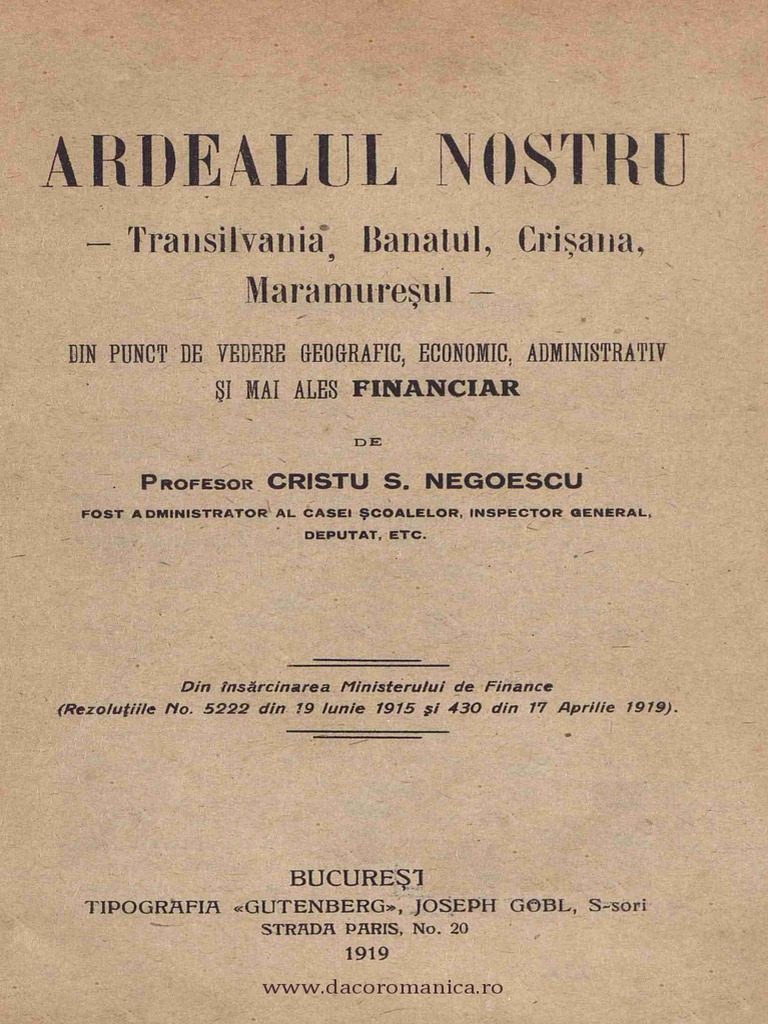 ARDEALUL NOSTRU
— Transilvania, Banatul, Crișana,
Maramureșul —
DIN PUNCT DE VEDERE GEOGRAFIC, ECONOMIC, ADMINISTRATIV
ȘI MAI ALES FINANCIAR
DE
PROFESOR CRISTU S. NEGOESCU
FOST ADMINISTRATOR AL CASEI ȘCOALELOR, INSPECTOR GENERAL,
DEPUTAT, ETC.
Din însărcinarea Ministerului de Finance
(Rezoluțiile No. 5222 din 19 Iunie 1915 și 430 din 17 Aprilie 1919).
BUCUREȘTI
TIPOGRAFIA «GUTENBERG», JOSEPH GÖBL, S-sori
STRADA PARIS, No. 20
1919
www.dacoromanica.ro